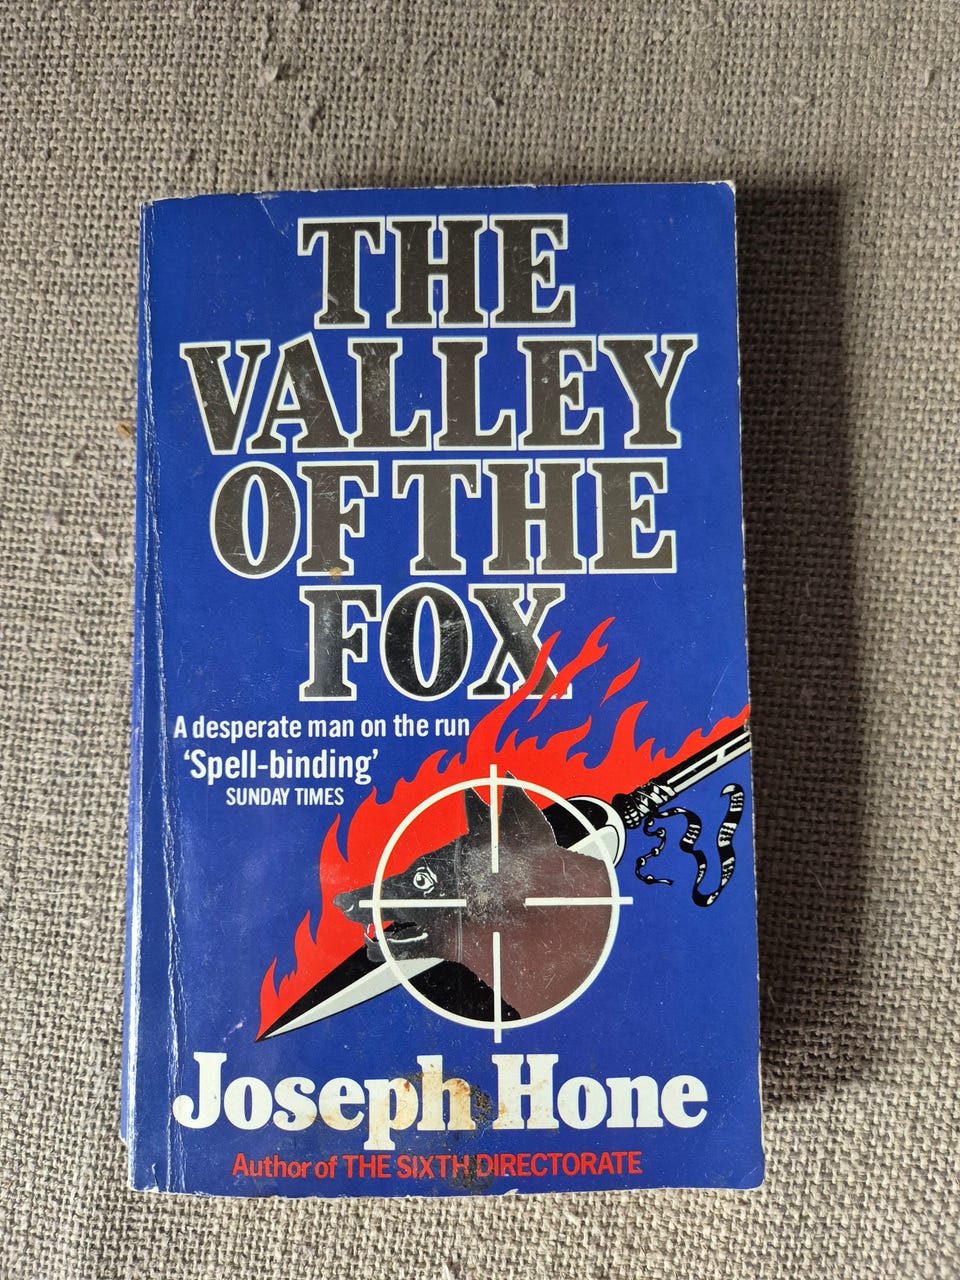 THE
VALLEY
OF THE
FOX
A desperate man on the run
‘Spell-binding’
SUNDAY TIMES
Joseph Hone
Author of THE SIXTH DIRECTORATE